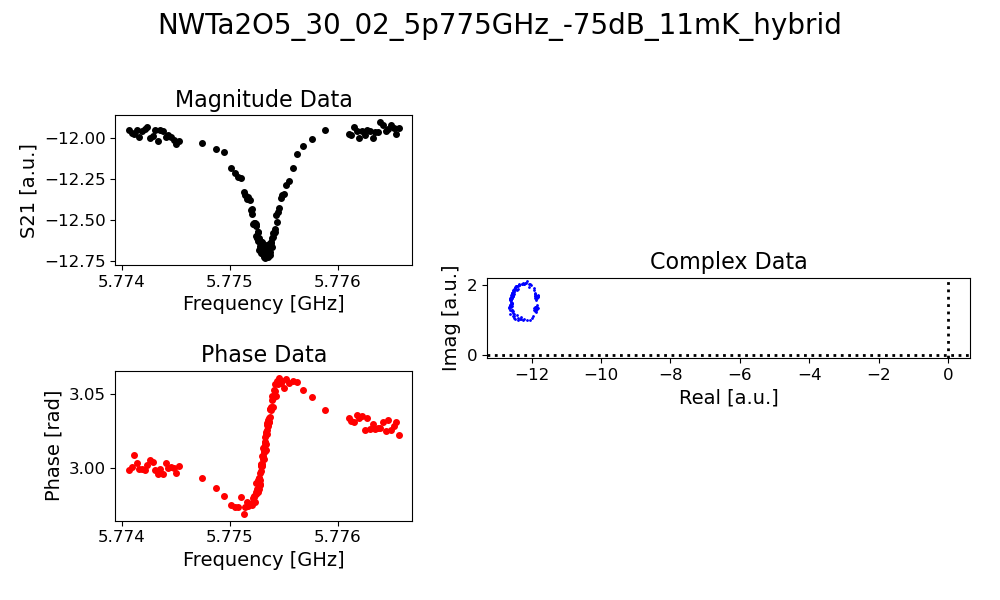 NWTa2O5_30_02_5p775GHz_-75dB_11mK_hybrid
Magnitude Data
S21 [a.u.]
−12.00
−12.25
−12.50
−12.75
5.774
5.775
5.776
Frequency [GHz]
Phase Data
Phase [rad]
3.05
3.00
5.774
5.775
5.776
Frequency [GHz]
Complex Data
Imag [a.u.]
2
0
−12
−10
−8
−6
−4
−2
0
Real [a.u.]